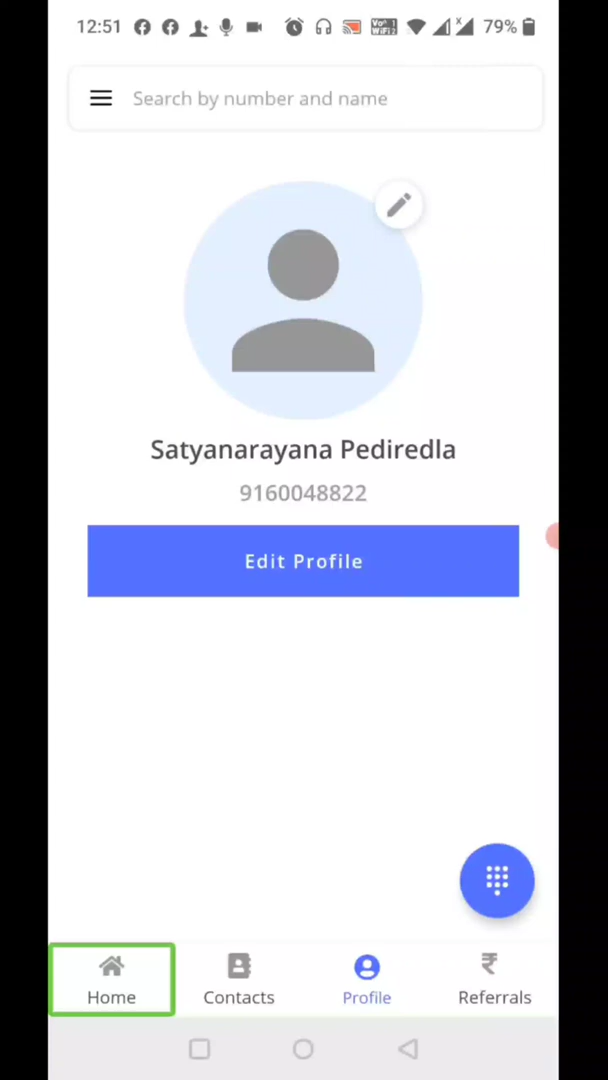 12:51 79%
Search by number and name
Satyanarayana Pediredla
9160048822
Edit Profile
Home Contacts Profile Referrals